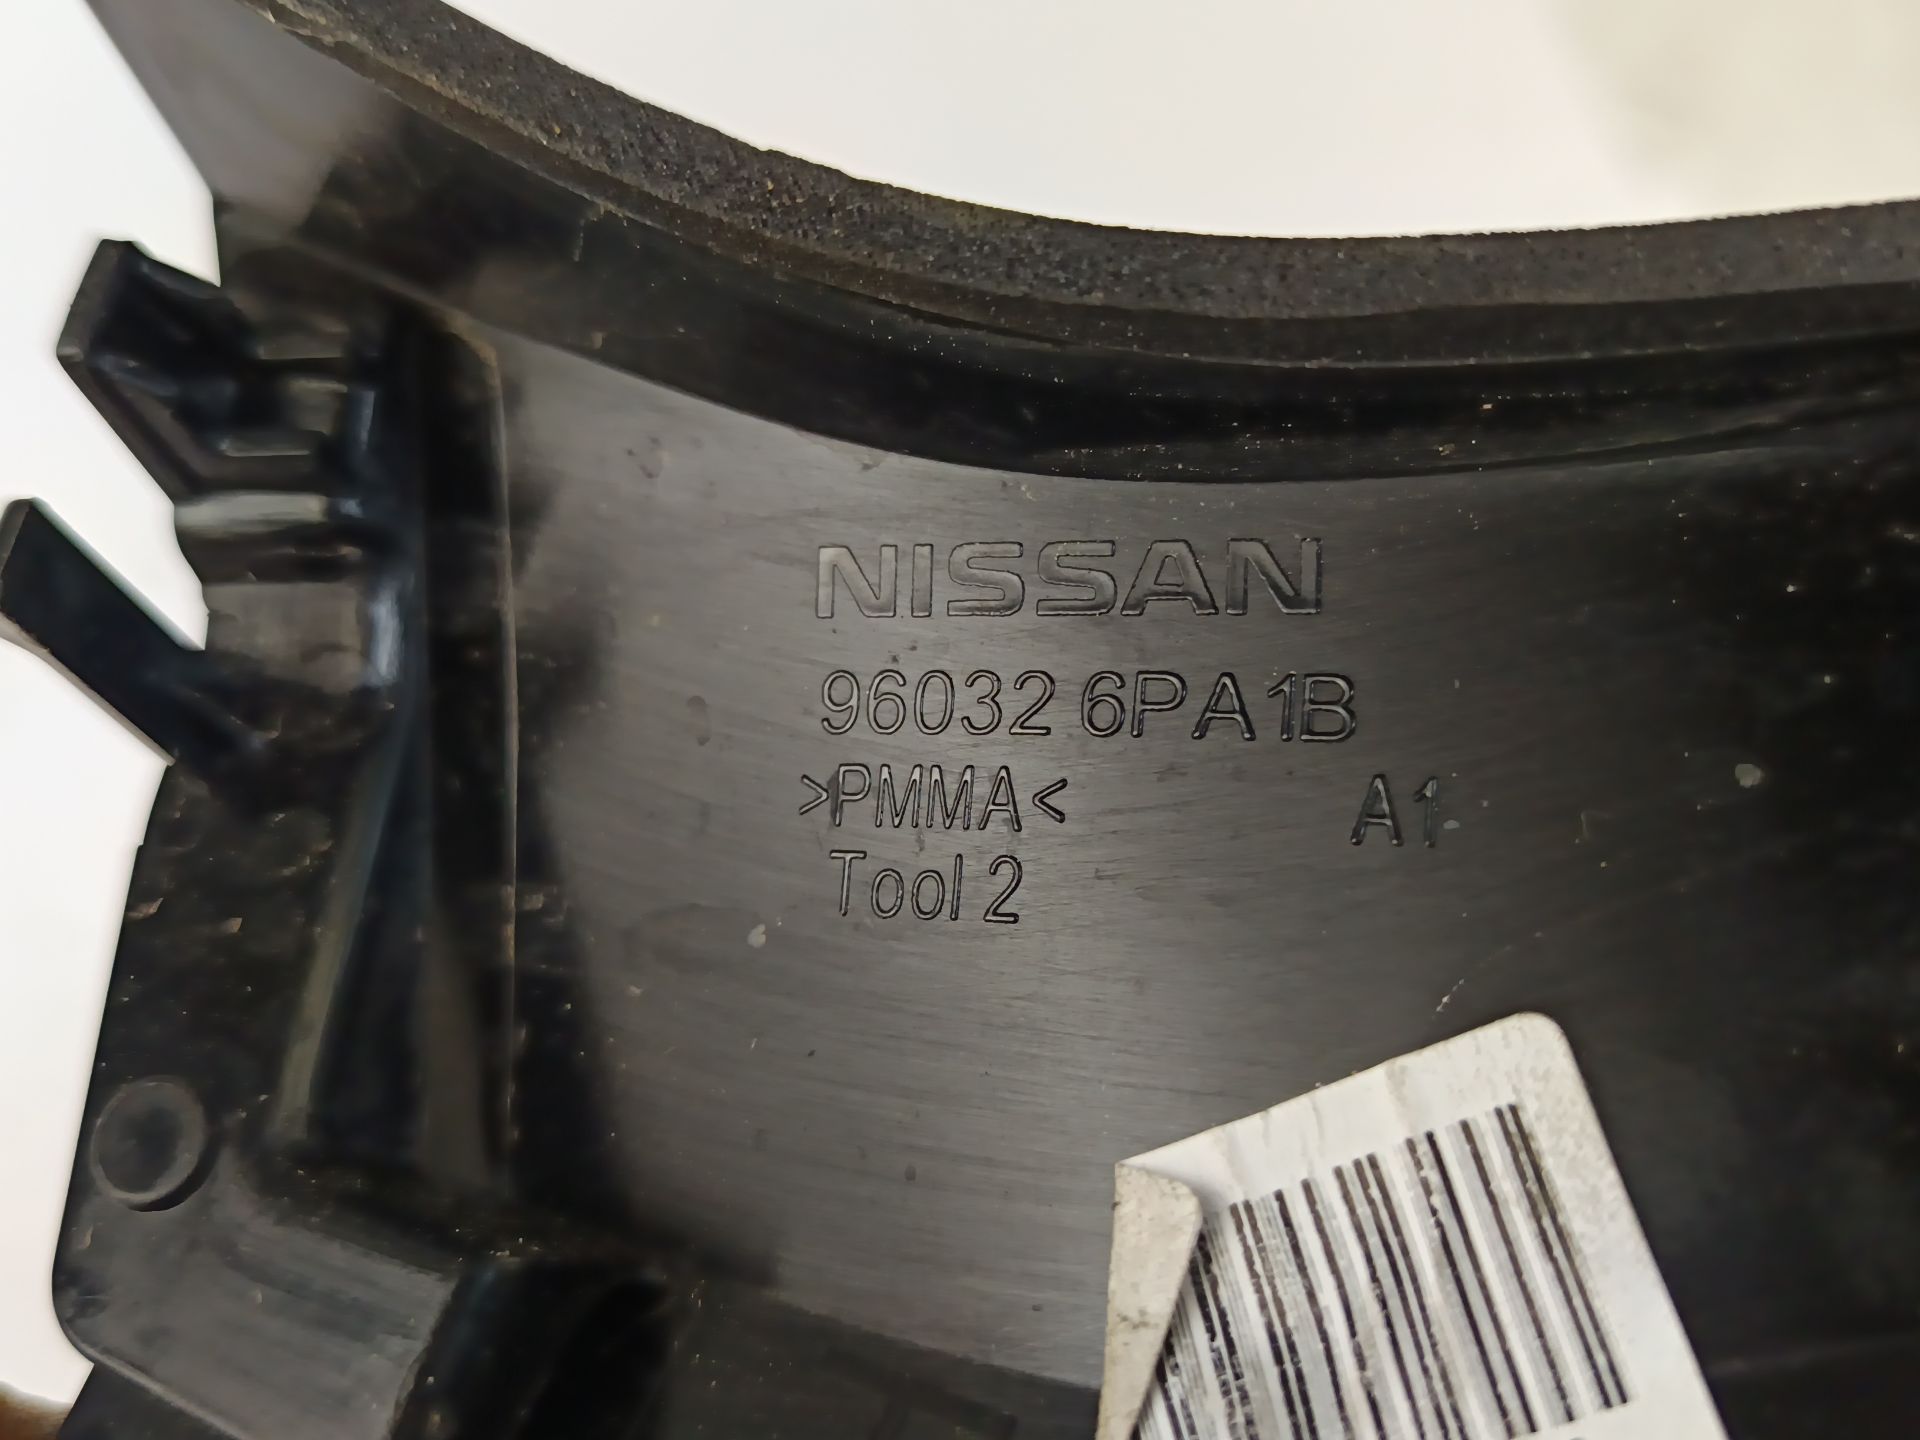 NISSAN
96032 6PA1B
>PMMA< A1
Tool 2